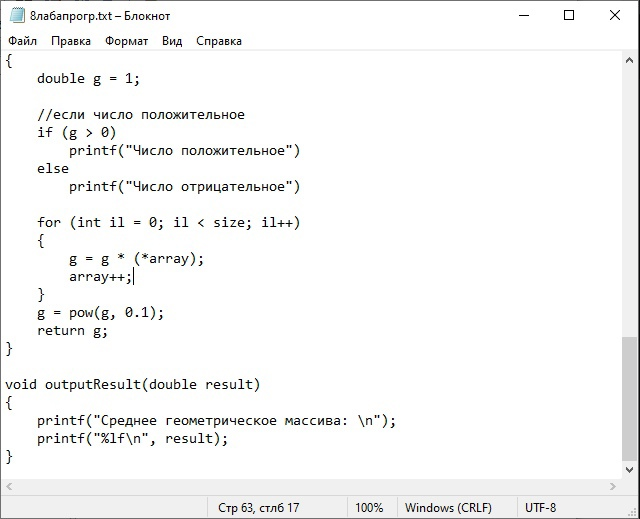 8лабапрогр.txt – Блокнот
Файл Правка Формат Вид Справка
{
    double g = 1;

    //если число положительное
    if (g > 0)
        printf("Число положительное")
    else
        printf("Число отрицательное")

    for (int il = 0; il < size; il++)
    {
        g = g * (*array);
        array++;
    }
    g = pow(g, 0.1);
    return g;
}

void outputResult(double result)
{
    printf("Среднее геометрическое массива: \n");
    printf("%lf\n", result);
}
Стр 63, стлб 17 100% Windows (CRLF) UTF-8